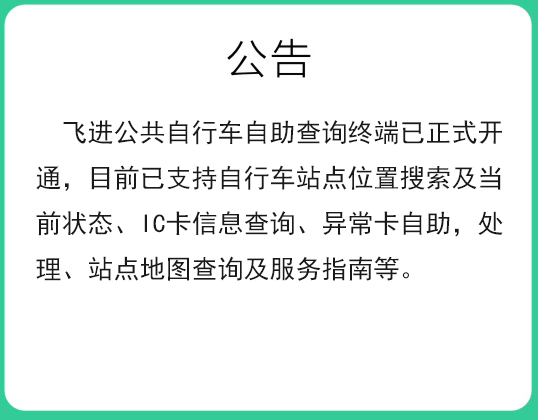 公告
飞进公共自行车自助查询终端已正式开
通，目前已支持自行车站点位置搜索及当
前状态、IC卡信息查询、异常卡自助，处
理、站点地图查询及服务指南等。